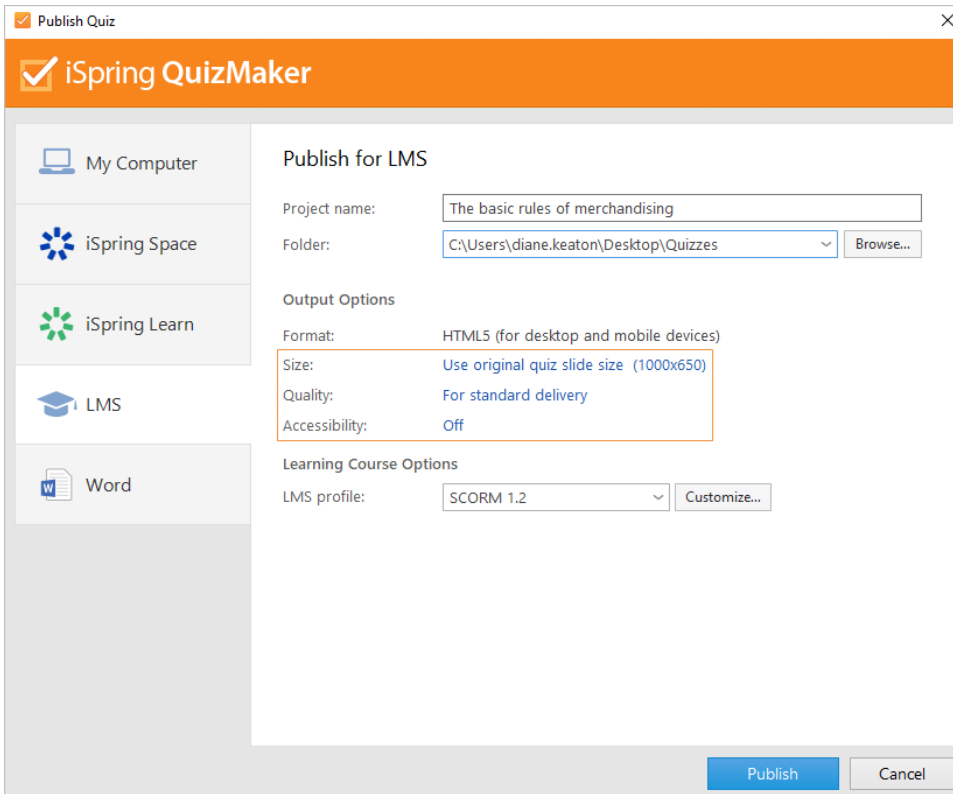 Publish Quiz
iSpring QuizMaker
My Computer
iSpring Space
iSpring Learn
LMS
W Word
Publish for LMS
Project name: The basic rules of merchandising
Folder: C:\Users\diane.keaton\Desktop\Quizzes Browse...
Output Options
Format: HTML5 (for desktop and mobile devices)
Size: Use original quiz slide size (1000x650)
Quality: For standard delivery
Accessibility: Off
Learning Course Options
LMS profile: SCORM 1.2 Customize...
Publish Cancel